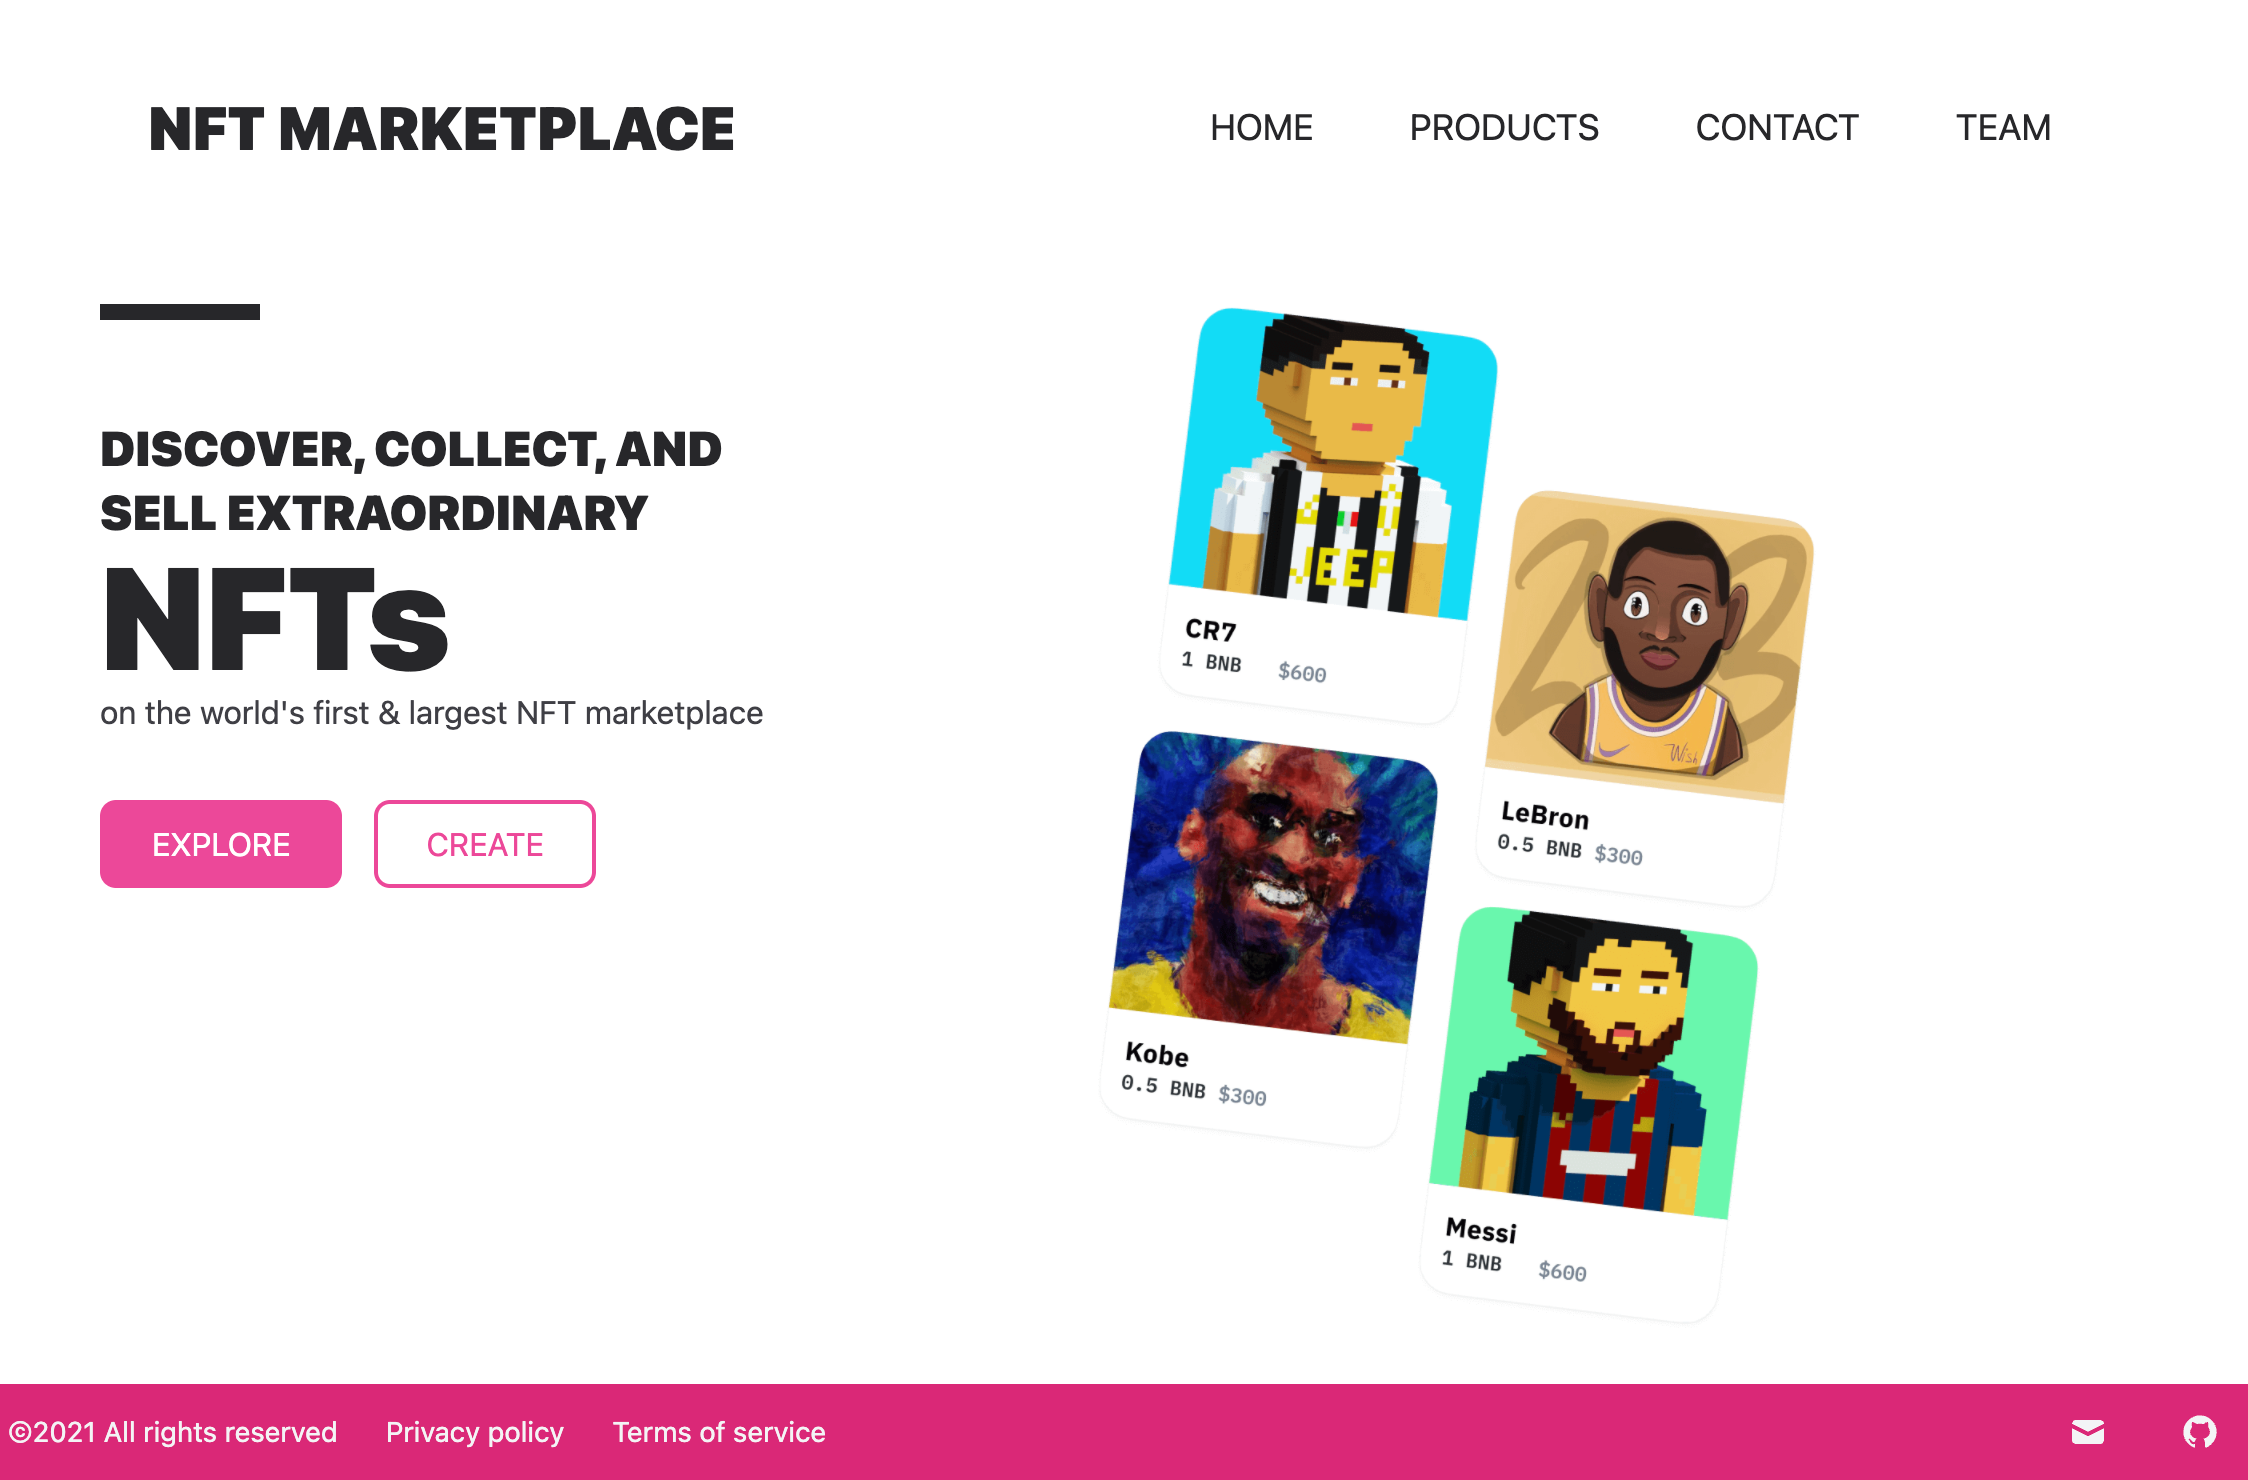 NFT MARKETPLACE
HOME PRODUCTS CONTACT TEAM
DISCOVER, COLLECT, AND
SELL EXTRAORDINARY
NFTs
on the world's first & largest NFT marketplace
EXPLORE CREATE
JEEP
CR7
1 BNB $600
23
Wish
LeBron
0.5 BNB $300
Kobe
0.5 BNB $300
Messi
1 BNB $600
©2021 All rights reserved Privacy policy Terms of service